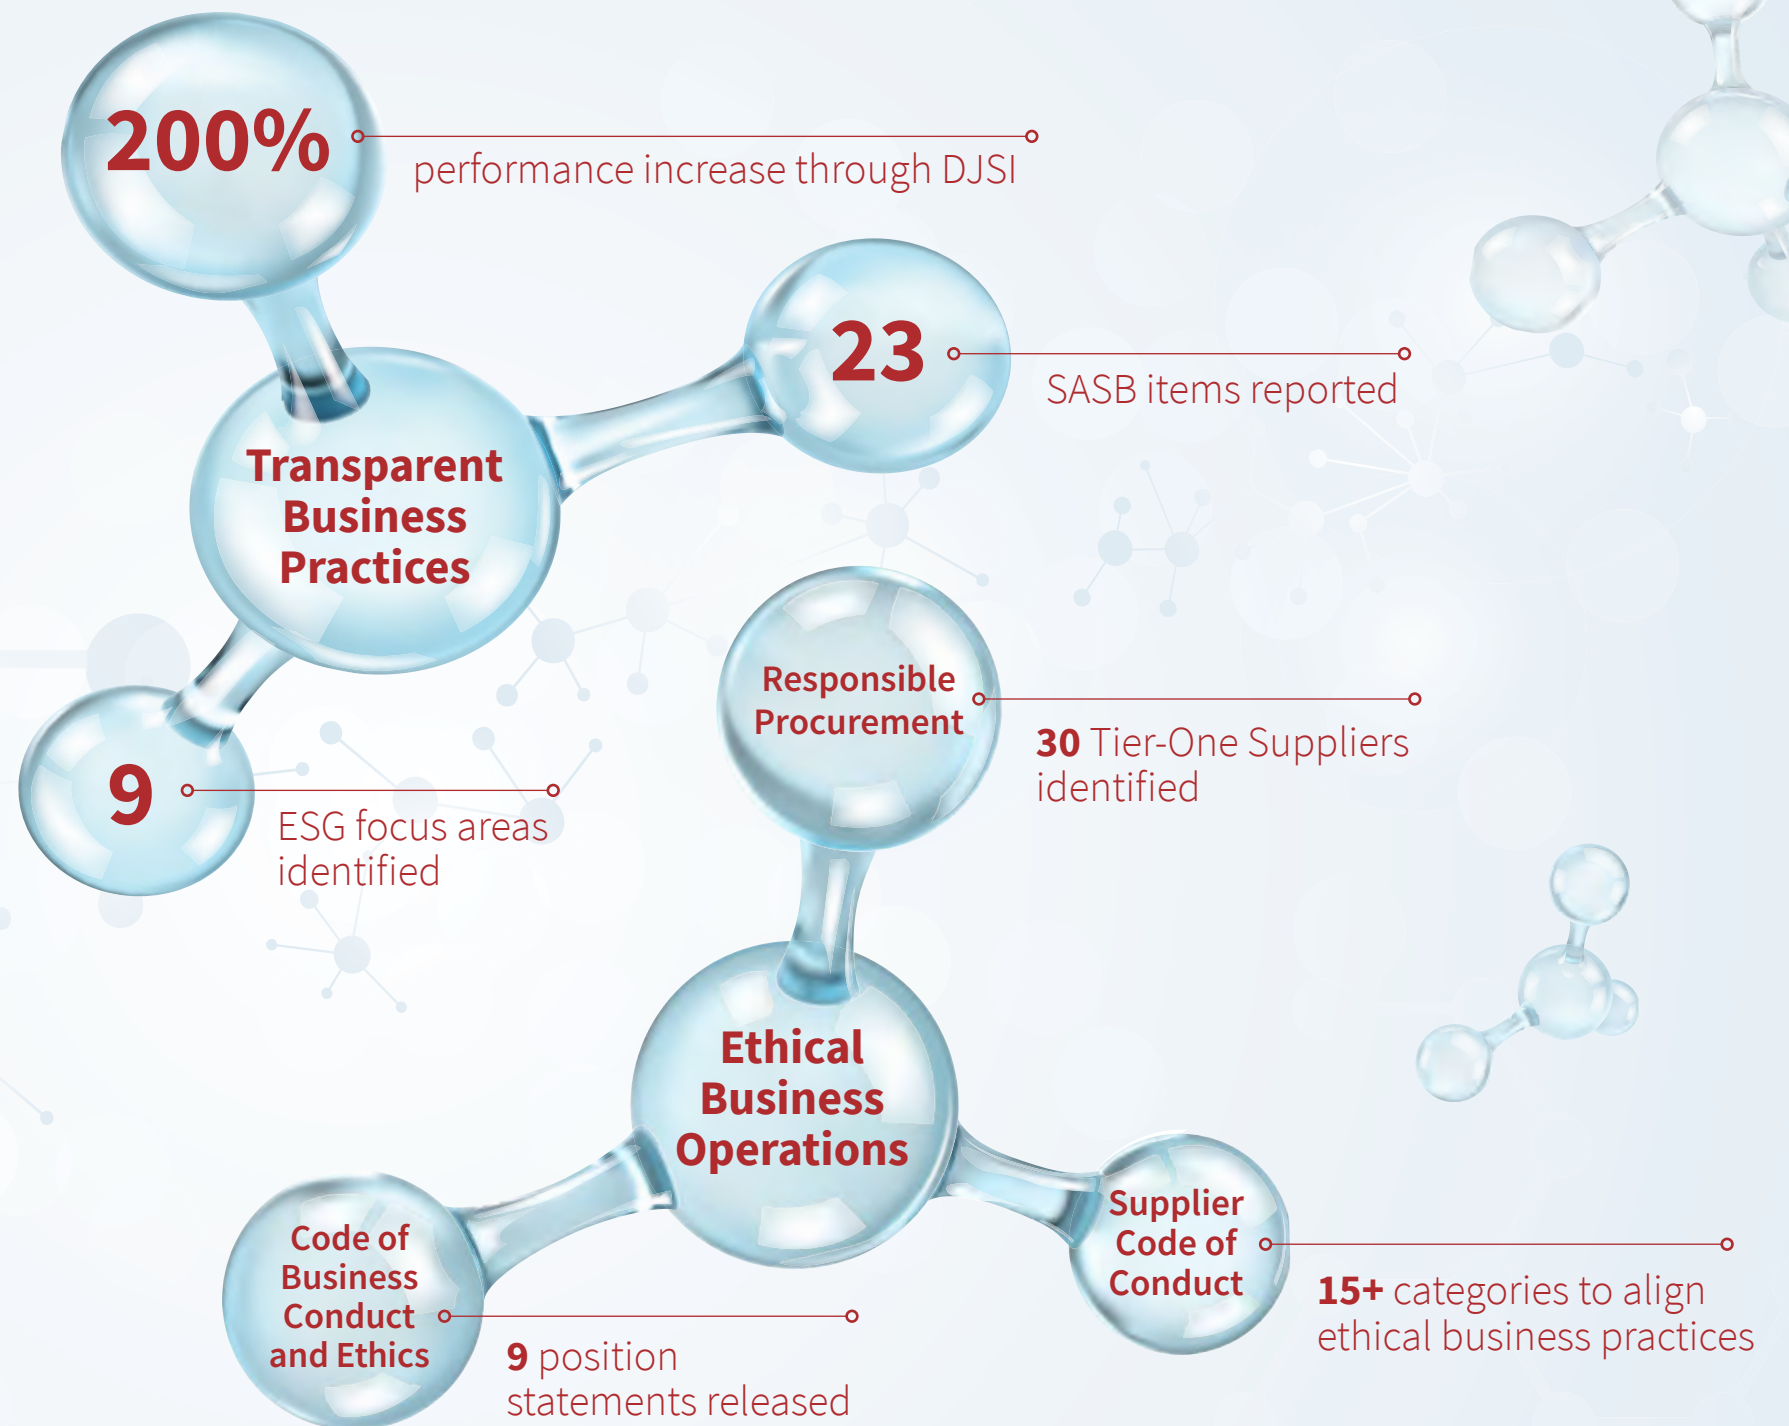 200%
performance increase through DJSI
23
SASB items reported
Transparent
Business
Practices
9
ESG focus areas
identified
Responsible
Procurement
30 Tier-One Suppliers
identified
Ethical
Business
Operations
Supplier
Code of
Conduct
15+ categories to align
ethical business practices
Code of
Business
Conduct
and Ethics
9 position
statements released